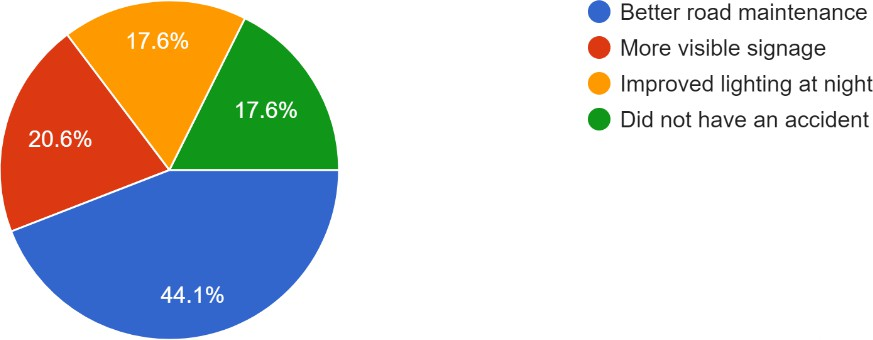 17.6%
17.6%
20.6%
44.1%
Better road maintenance
More visible signage
Improved lighting at night
Did not have an accident